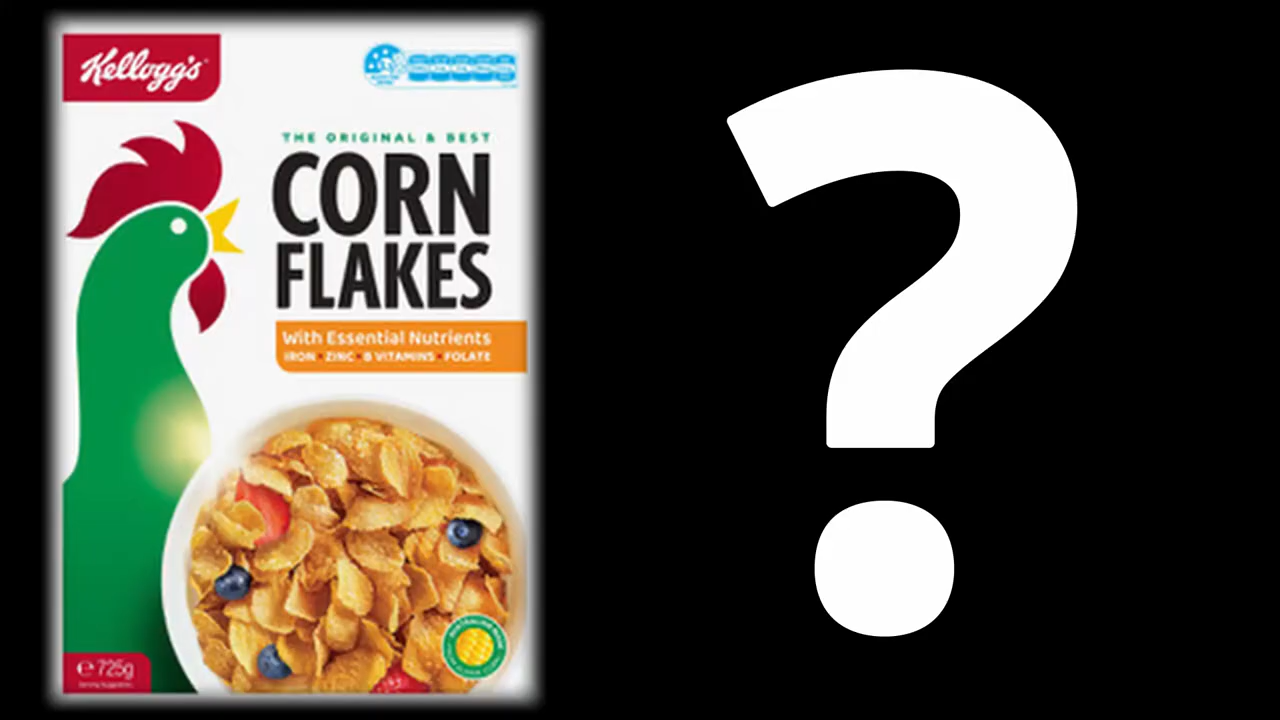 Kellogg's
THE ORIGINAL & BEST
CORN
FLAKES
With Essential Nutrients
IRON • ZINC • B VITAMINS • FOLATE
℮ 725g
?